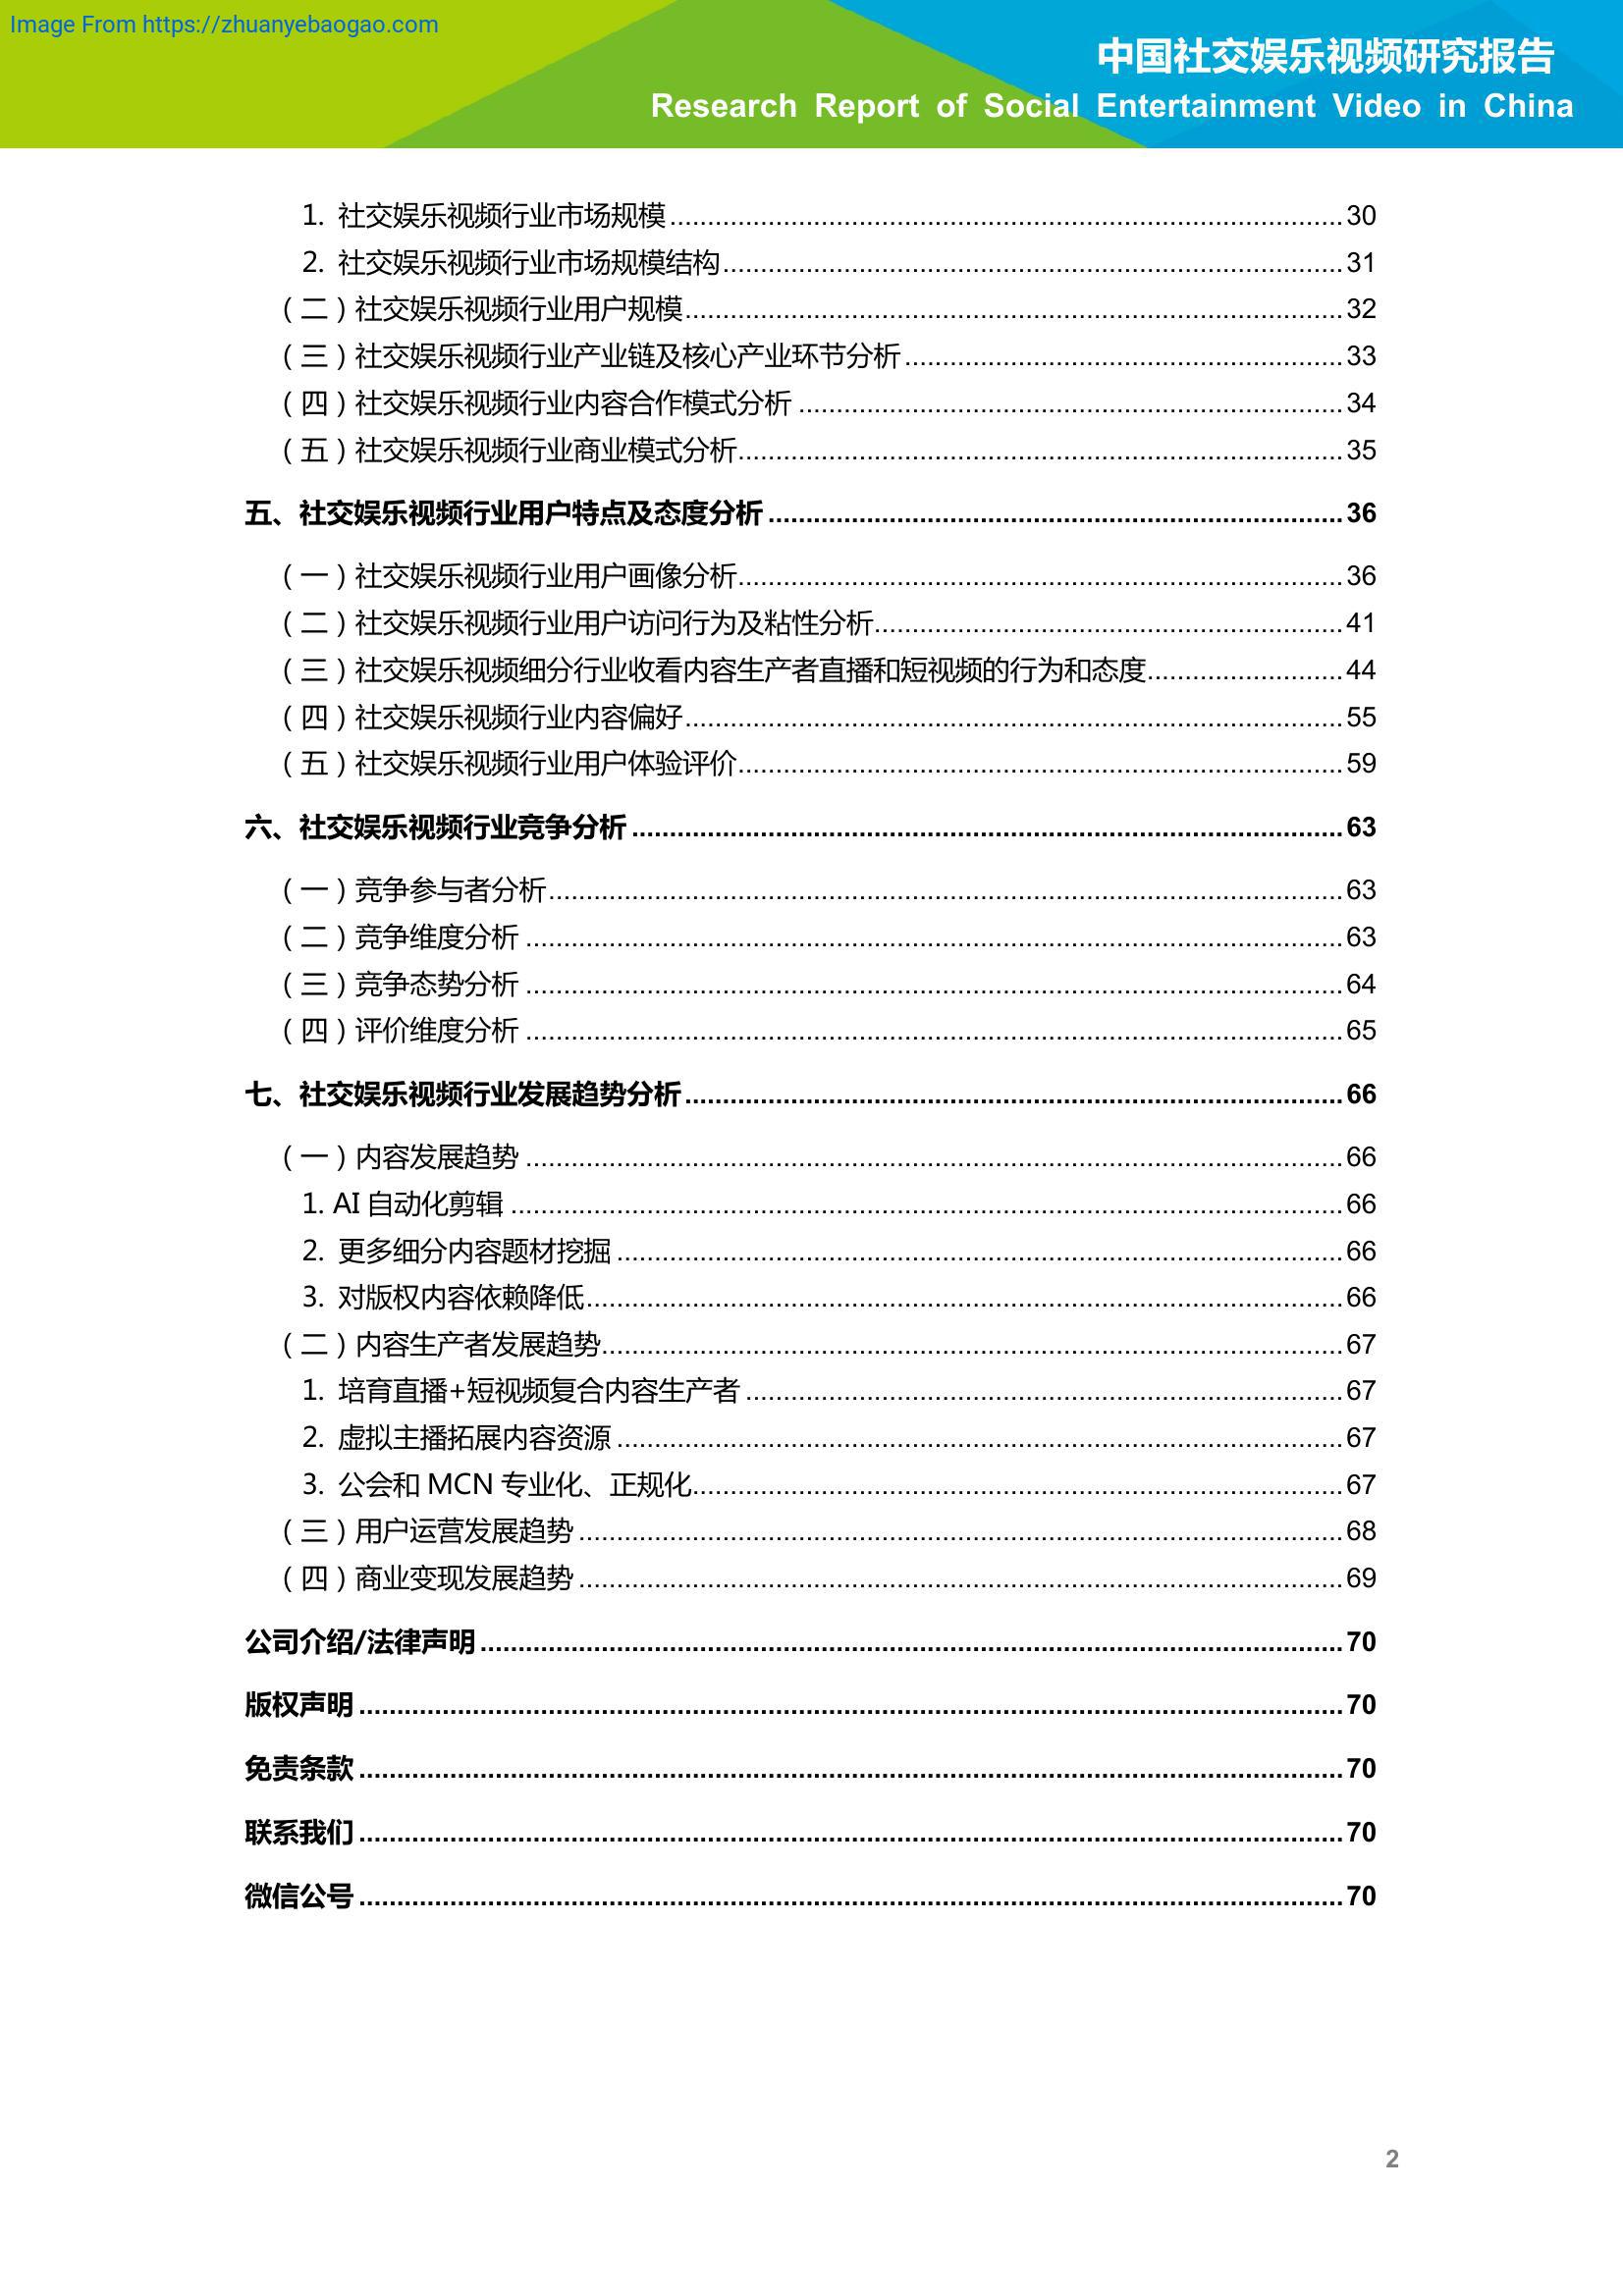 Image From https://zhuanyebaogao.com
中国社交娱乐视频研究报告
Research Report of Social Entertainment Video in China
1. 社交娱乐视频行业市场规模........................30
2. 社交娱乐视频行业市场规模结构........................31
（二）社交娱乐视频行业用户规模........................32
（三）社交娱乐视频行业产业链及核心产业环节分析........................33
（四）社交娱乐视频行业内容合作模式分析........................34
（五）社交娱乐视频行业商业模式分析........................35
五、社交娱乐视频行业用户特点及态度分析........................36
（一）社交娱乐视频行业用户画像分析........................36
（二）社交娱乐视频行业用户访问行为及粘性分析........................41
（三）社交娱乐视频细分行业收看内容生产者直播和短视频的行为和态度........................44
（四）社交娱乐视频行业内容偏好........................55
（五）社交娱乐视频行业用户体验评价........................59
六、社交娱乐视频行业竞争分析........................63
（一）竞争参与者分析........................63
（二）竞争维度分析........................63
（三）竞争态势分析........................64
（四）评价维度分析........................65
七、社交娱乐视频行业发展趋势分析........................66
（一）内容发展趋势........................66
1. AI 自动化剪辑........................66
2. 更多细分内容题材挖掘........................66
3. 对版权内容依赖降低........................66
（二）内容生产者发展趋势........................67
1. 培育直播+短视频复合内容生产者........................67
2. 虚拟主播拓展内容资源........................67
3. 公会和 MCN 专业化、正规化........................67
（三）用户运营发展趋势........................68
（四）商业变现发展趋势........................69
公司介绍/法律声明........................70
版权声明........................70
免责条款........................70
联系我们........................70
微信公号........................70
2